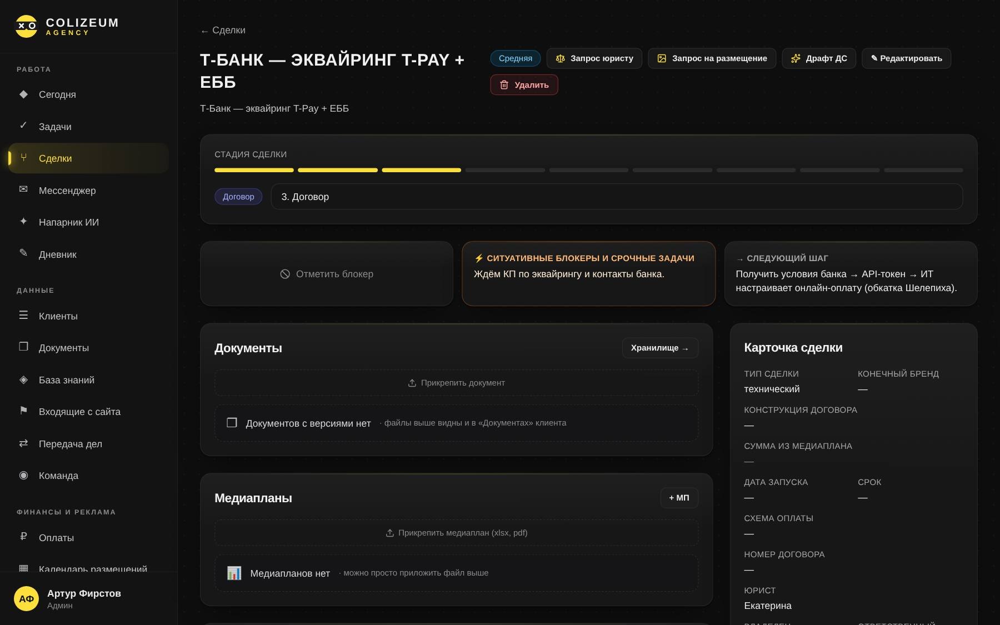 COLIZEUM
AGENCY
РАБОТА
Сегодня
Задачи
Сделки
Мессенджер
Напарник ИИ
Дневник
ДАННЫЕ
Клиенты
Документы
База знаний
Входящие с сайта
Передача дел
Команда
ФИНАНСЫ И РЕКЛАМА
Оплаты
Календарь размещений
АФ
Артур Фирстов
Админ
← Сделки
Т-БАНК — ЭКВАЙРИНГ T-PAY +
ЕББ
Т-Банк — эквайринг T-Pay + ЕББ
Средняя
Запрос юристу
Запрос на размещение
Драфт ДС
✎ Редактировать
Удалить
СТАДИЯ СДЕЛКИ
Договор
3. Договор
Отметить блокер
⚡ СИТУАТИВНЫЕ БЛОКЕРЫ И СРОЧНЫЕ ЗАДАЧИ
Ждём КП по эквайрингу и контакты банка.
→ СЛЕДУЮЩИЙ ШАГ
Получить условия банка → API-токен → ИТ
настраивает онлайн-оплату (обкатка Шелепиха).
Документы
Хранилище →
Прикрепить документ
Документов с версиями нет · файлы выше видны и в «Документах» клиента
Медиапланы
+ МП
Прикрепить медиаплан (xlsx, pdf)
Медиапланов нет · можно просто приложить файл выше
Карточка сделки
ТИП СДЕЛКИ
технический
КОНЕЧНЫЙ БРЕНД
—
КОНСТРУКЦИЯ ДОГОВОРА
—
СУММА ИЗ МЕДИАПЛАНА
—
ДАТА ЗАПУСКА
—
СРОК
—
СХЕМА ОПЛАТЫ
—
НОМЕР ДОГОВОРА
—
ЮРИСТ
Екатерина
ВЛАДЕЛЕЦ
ОТВЕТСТВЕННЫЙ